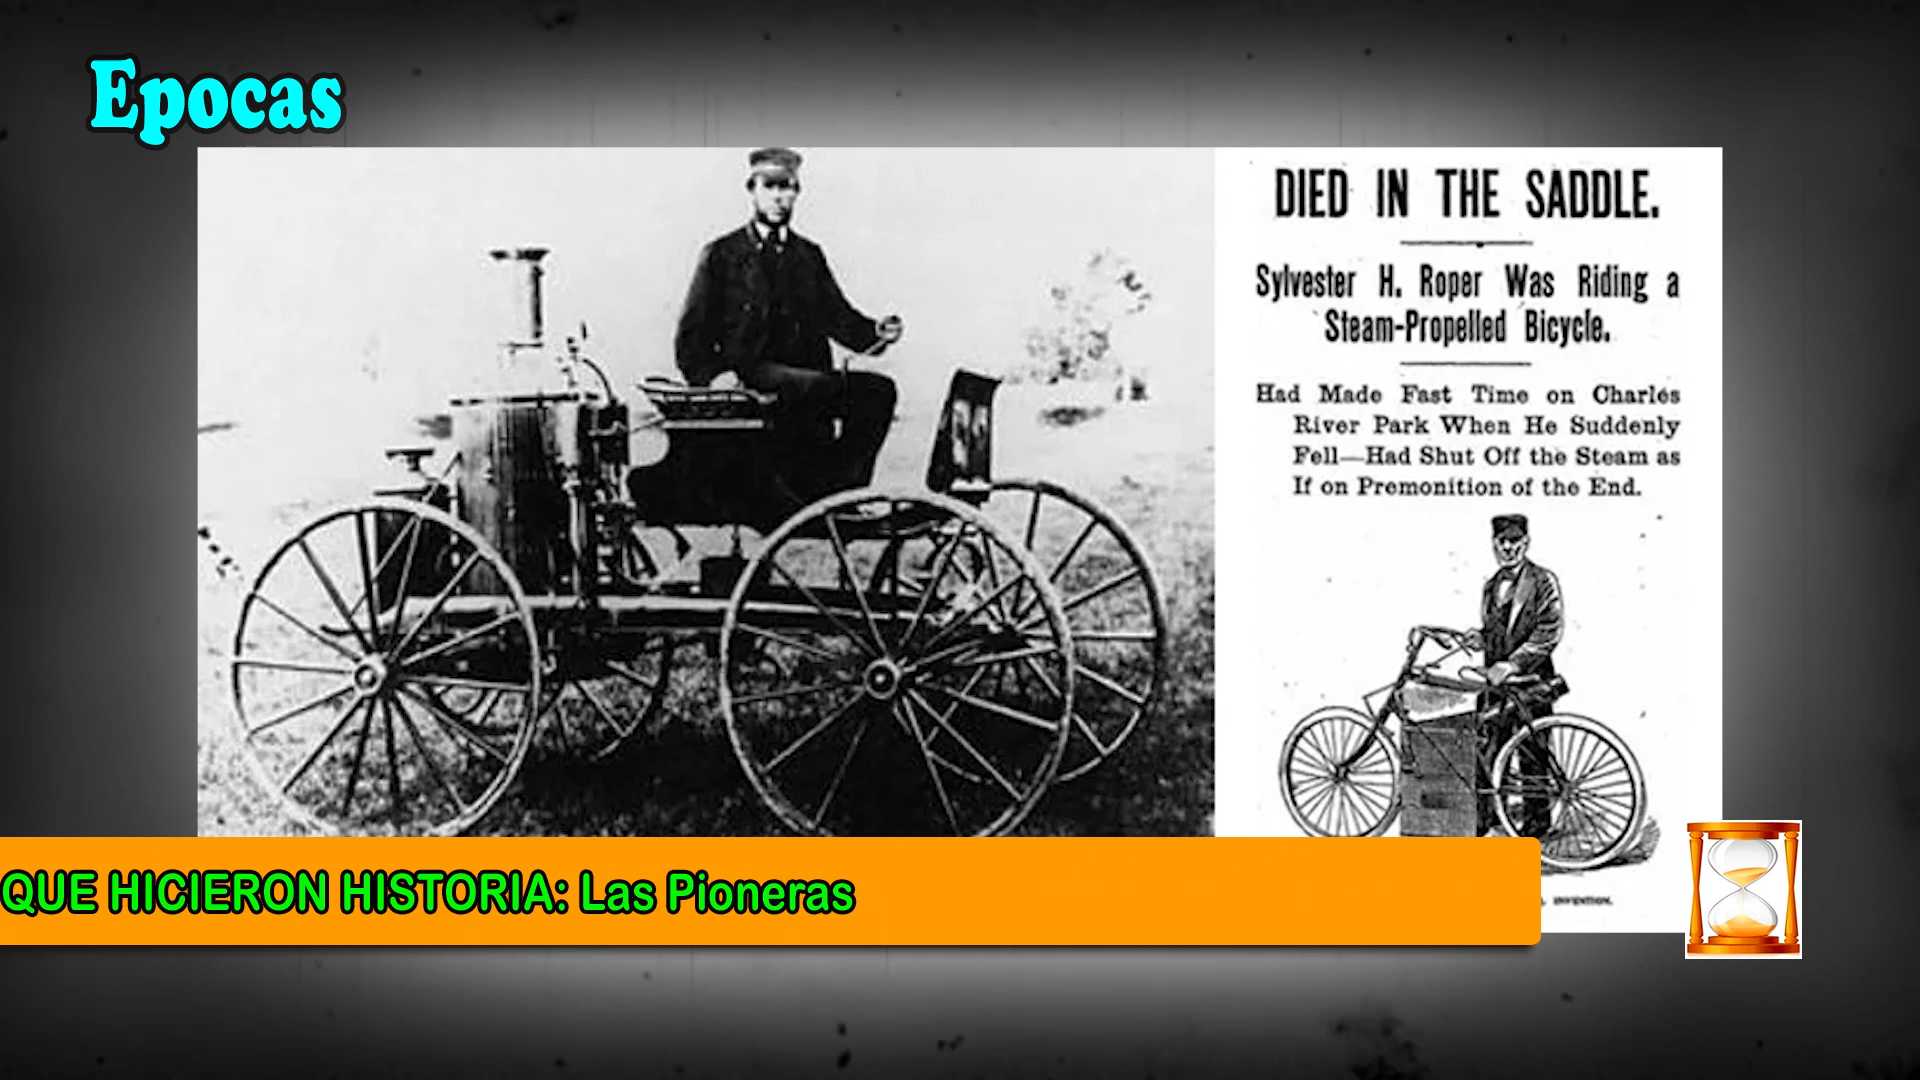 Epocas
DIED IN THE SADDLE.
Sylvester H. Roper Was Riding a
Steam-Propelled Bicycle.
Had Made Fast Time on Charles
River Park When He Suddenly
Fell—Had Shut Off the Steam as
If on Premonition of the End.
QUE HICIERON HISTORIA: Las Pioneras
INVENTION.